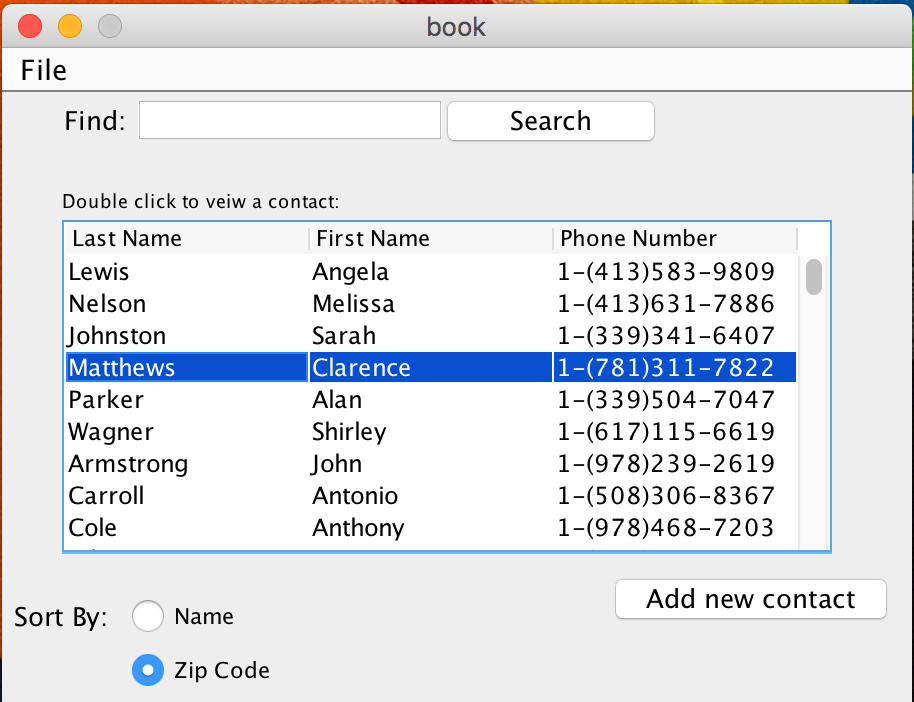 book
File
Find: Search
Double click to veiw a contact:
Last Name First Name Phone Number
Lewis Angela 1-(413)583-9809
Nelson Melissa 1-(413)631-7886
Johnston Sarah 1-(339)341-6407
Matthews Clarence 1-(781)311-7822
Parker Alan 1-(339)504-7047
Wagner Shirley 1-(617)115-6619
Armstrong John 1-(978)239-2619
Carroll Antonio 1-(508)306-8367
Cole Anthony 1-(978)468-7203
Add new contact
Sort By: Name
Zip Code